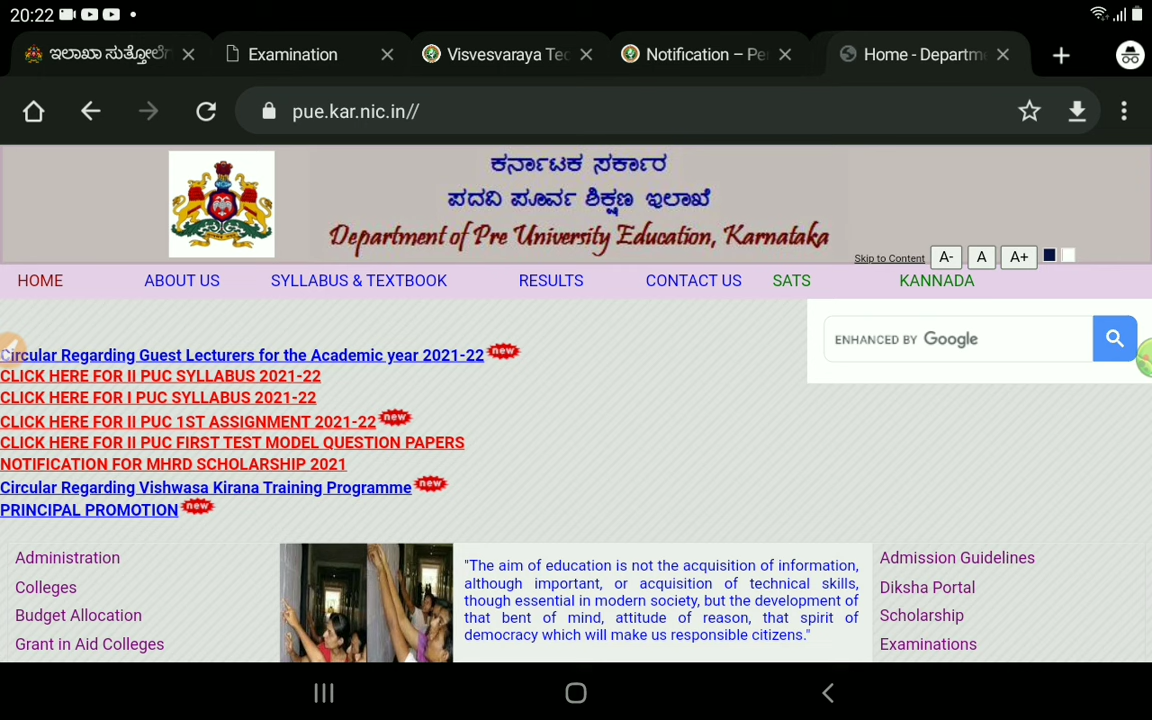 20:22
Examination
Visvesvaraya Tec
Notification – Pe
Home - Departm
pue.kar.nic.in//
ಕರ್ನಾಟಕ ಸರ್ಕಾರ
ಪದವಿ ಪೂರ್ವ ಶಿಕ್ಷಣ ಇಲಾಖೆ
Department of Pre University Education, Karnataka
Skip to Content A- A A+
HOME ABOUT US SYLLABUS & TEXTBOOK RESULTS CONTACT US SATS KANNADA
ENHANCED BY Google
Circular Regarding Guest Lecturers for the Academic year 2021-22 new
CLICK HERE FOR II PUC SYLLABUS 2021-22
CLICK HERE FOR I PUC SYLLABUS 2021-22
CLICK HERE FOR II PUC 1ST ASSIGNMENT 2021-22 new
CLICK HERE FOR II PUC FIRST TEST MODEL QUESTION PAPERS
NOTIFICATION FOR MHRD SCHOLARSHIP 2021
Circular Regarding Vishwasa Kirana Training Programme new
PRINCIPAL PROMOTION new
Administration
Colleges
Budget Allocation
Grant in Aid Colleges
"The aim of education is not the acquisition of information,
although important, or acquisition of technical skills,
though essential in modern society, but the development of
that bent of mind, attitude of reason, that spirit of
democracy which will make us responsible citizens."
Admission Guidelines
Diksha Portal
Scholarship
Examinations